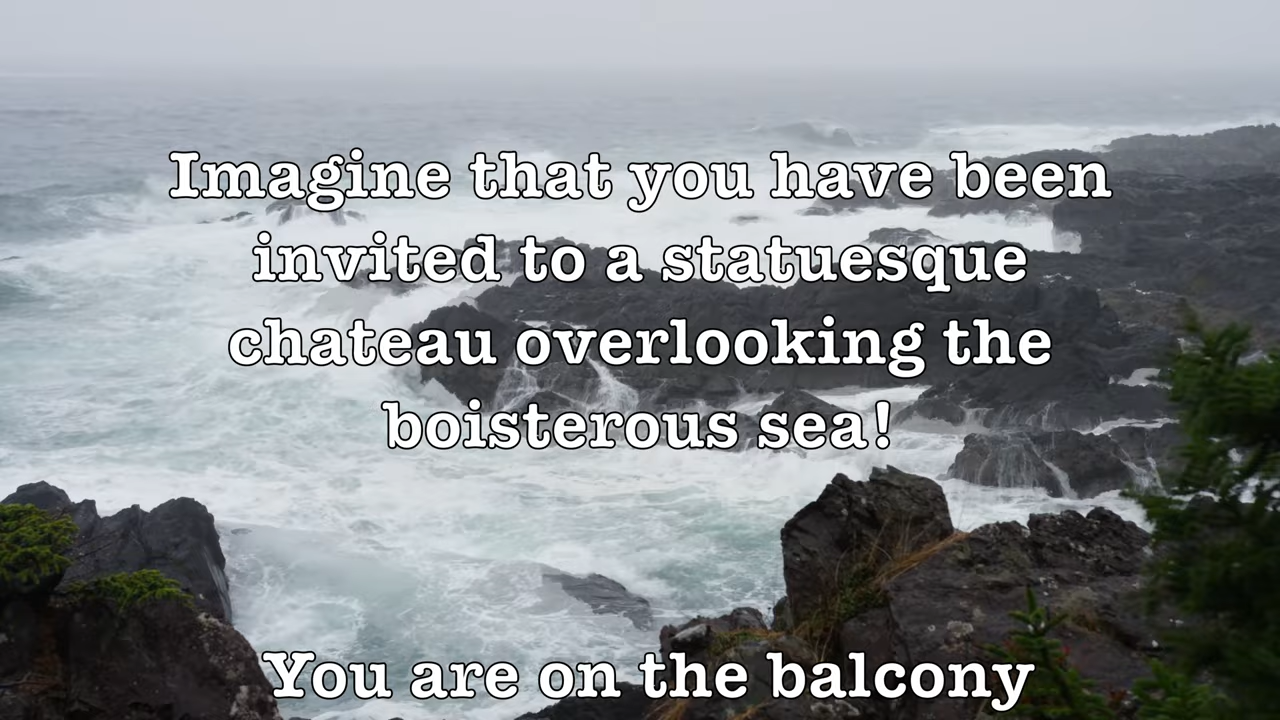 Imagine that you have been
invited to a statuesque
chateau overlooking the
boisterous sea!
You are on the balcony